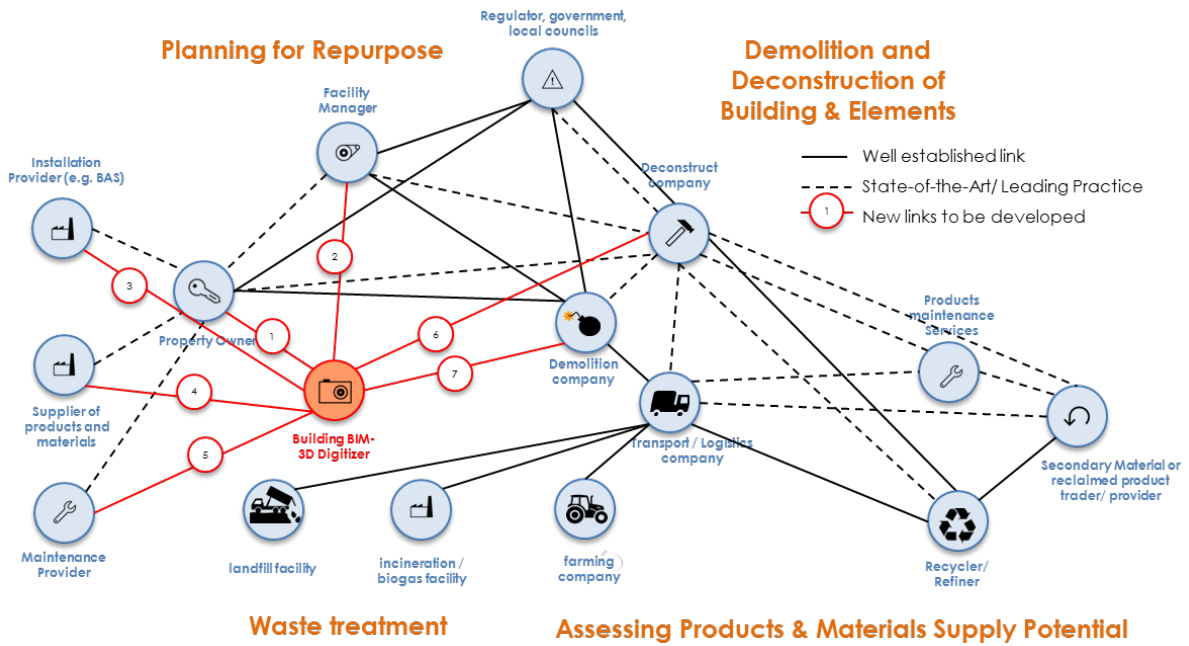 Regulator, government,
local councils
Planning for Repurpose
Demolition and
Deconstruction of
Building & Elements
Facility
Manager
Installation
Provider (e.g. BAS)
Deconstruct
company
Well established link
State-of-the-Art/ Leading Practice
1
New links to be developed
2
3
Products
maintenance
Services
Property Owner
1
6
7
Demolition
company
4
Supplier of
products and
materials
Building BIM-
3D Digitizer
Transport / Logistics
company
5
Secondary Material or
reclaimed product
trader/ provider
Maintenance
Provider
landfill facility
incineration /
biogas facility
farming
company
Recycler/
Refiner
Waste treatment
Assessing Products & Materials Supply Potential